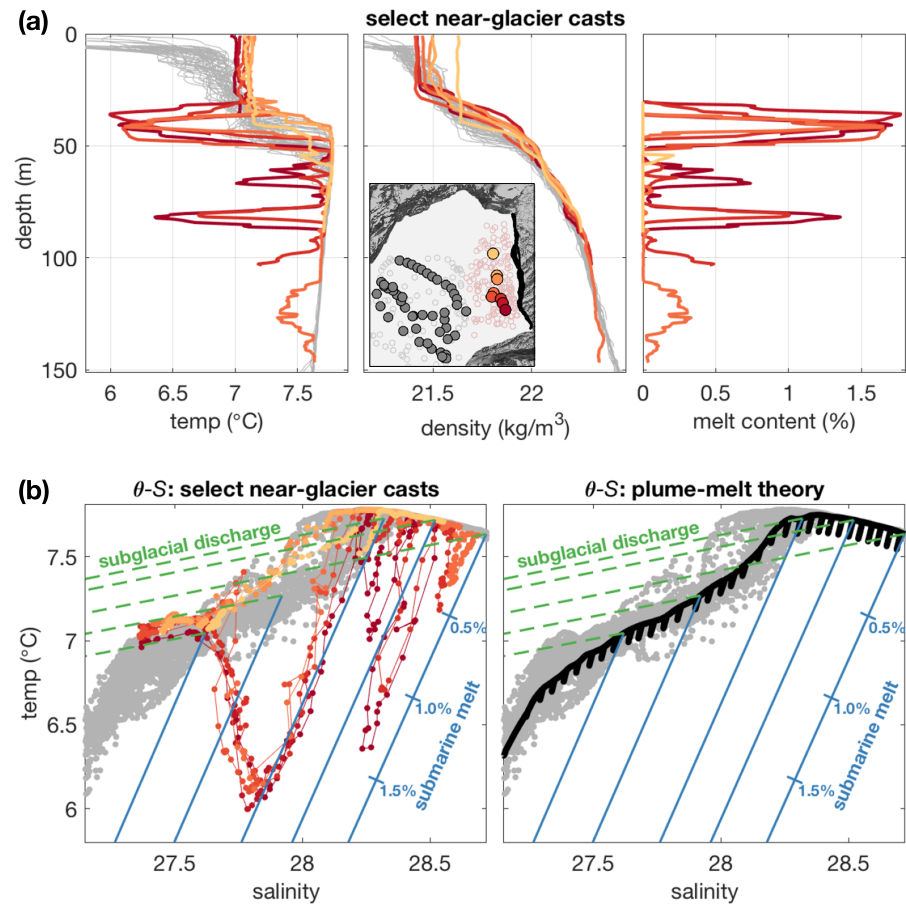 (a)
select near-glacier casts
0
50
100
150
depth (m)
6
6.5
7
7.5
temp (°C)
21.5
22
density (kg/m³)
0
0.5
1
1.5
melt content (%)
(b)
θ-S: select near-glacier casts
θ-S: plume-melt theory
7.5
7
6.5
6
temp (°C)
subglacial discharge
0.5%
1.0%
1.5%
submarine melt
27.5
28
28.5
salinity
subglacial discharge
0.5%
1.0%
1.5%
submarine melt
27.5
28
28.5
salinity